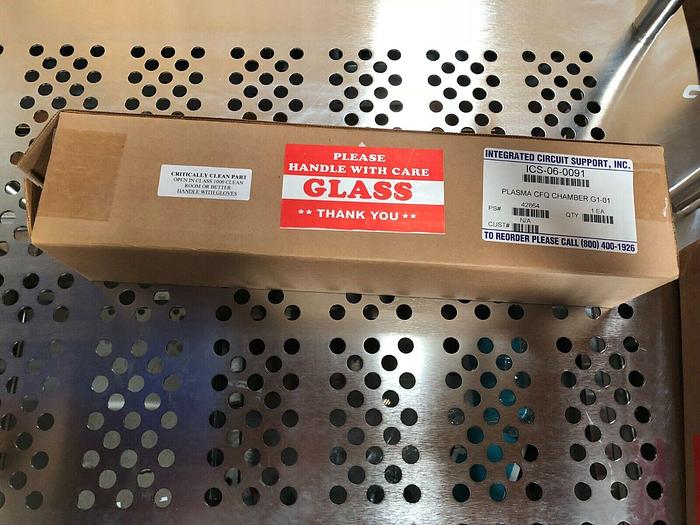 CRITICALLY CLEAN PART
OPEN IN CLASS 1000 CLEAN
ROOM OR BETTER
HANDLE WITH GLOVES
PLEASE
HANDLE WITH CARE
GLASS
** THANK YOU **
INTEGRATED CIRCUIT SUPPORT, INC.
ICS-06-0091
PLASMA CFQ CHAMBER G1-01
PS# 42864 QTY 1 EA
CUST# N/A
TO REORDER PLEASE CALL (800) 400-1926